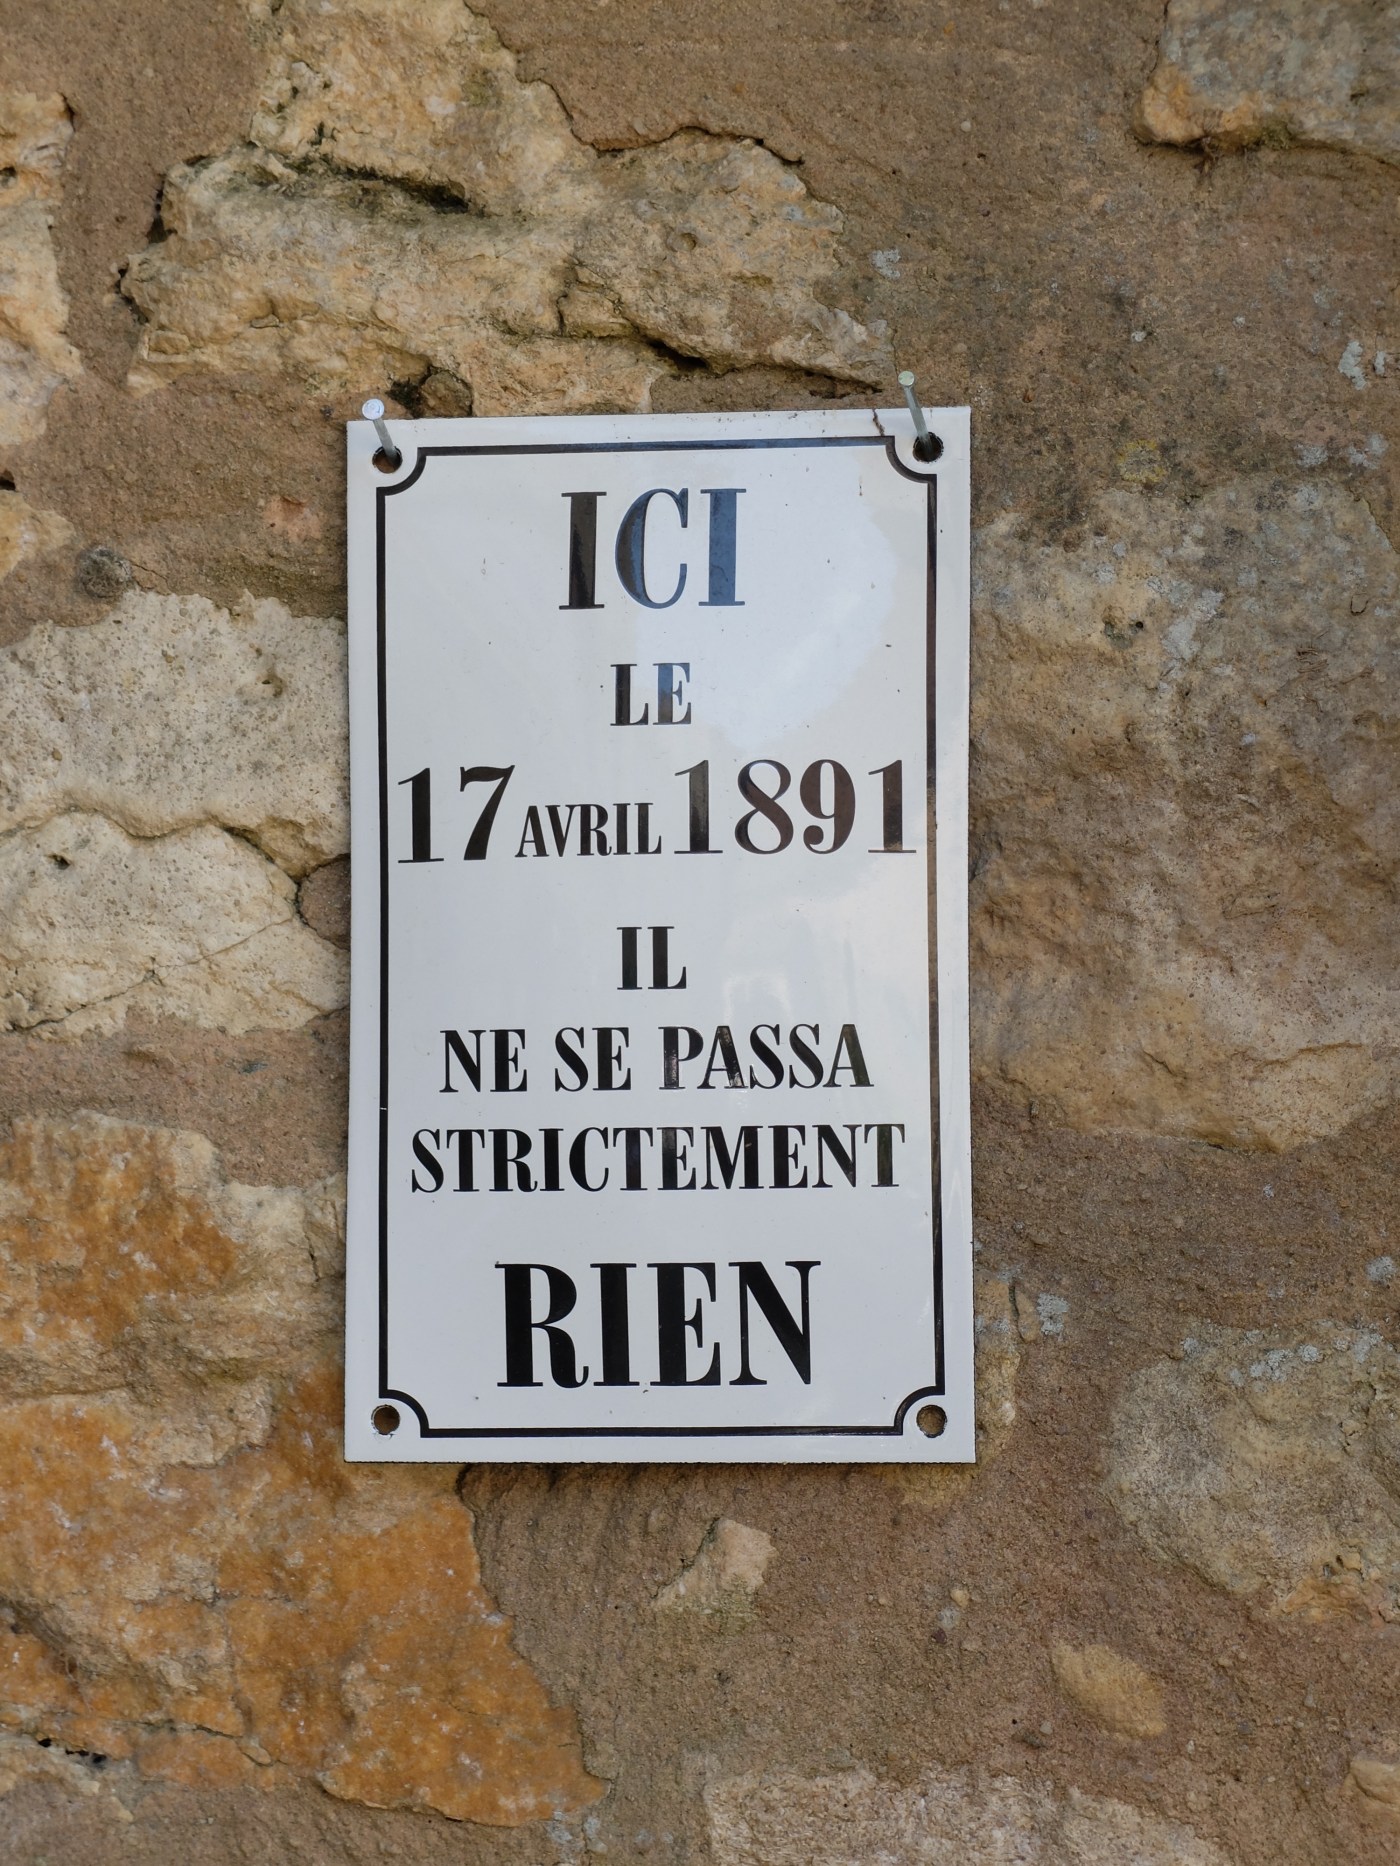 ICI
LE
17 AVRIL 1891
IL
NE SE PASSA
STRICTEMENT
RIEN